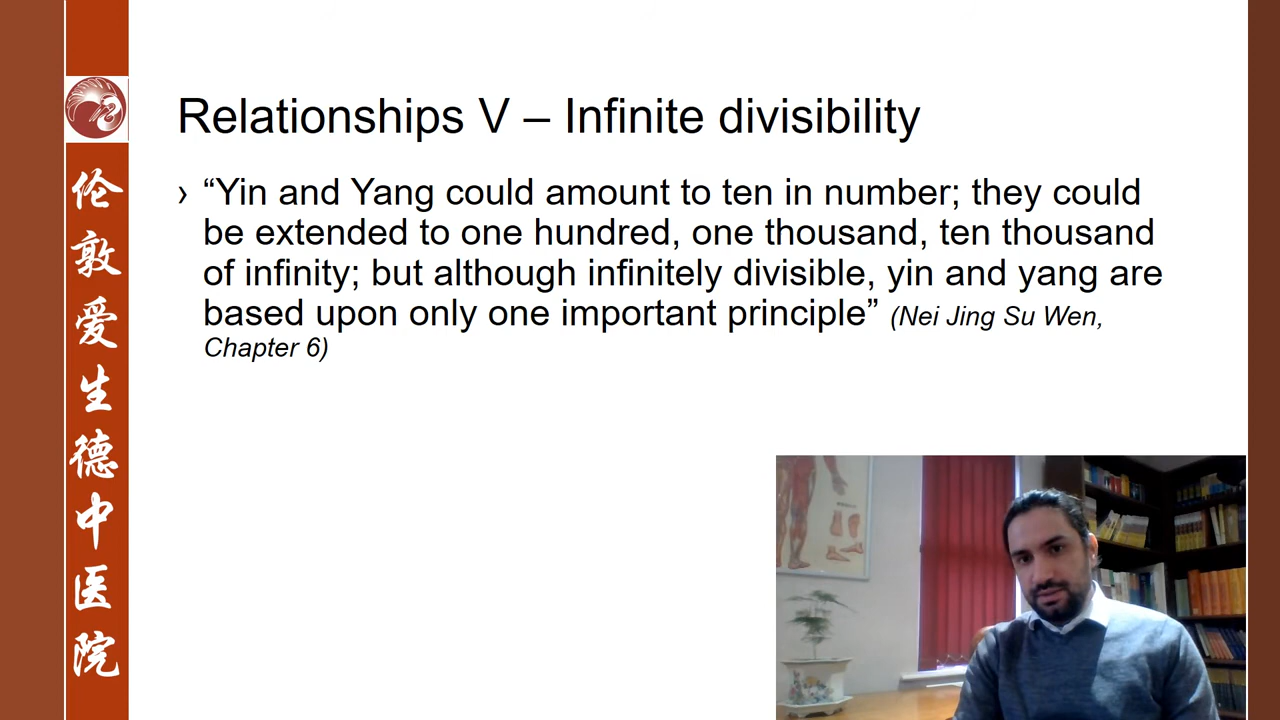 Relationships V – Infinite divisibility
› “Yin and Yang could amount to ten in number; they could
be extended to one hundred, one thousand, ten thousand
of infinity; but although infinitely divisible, yin and yang are
based upon only one important principle” (Nei Jing Su Wen,
Chapter 6)
伦敦爱生德中医院